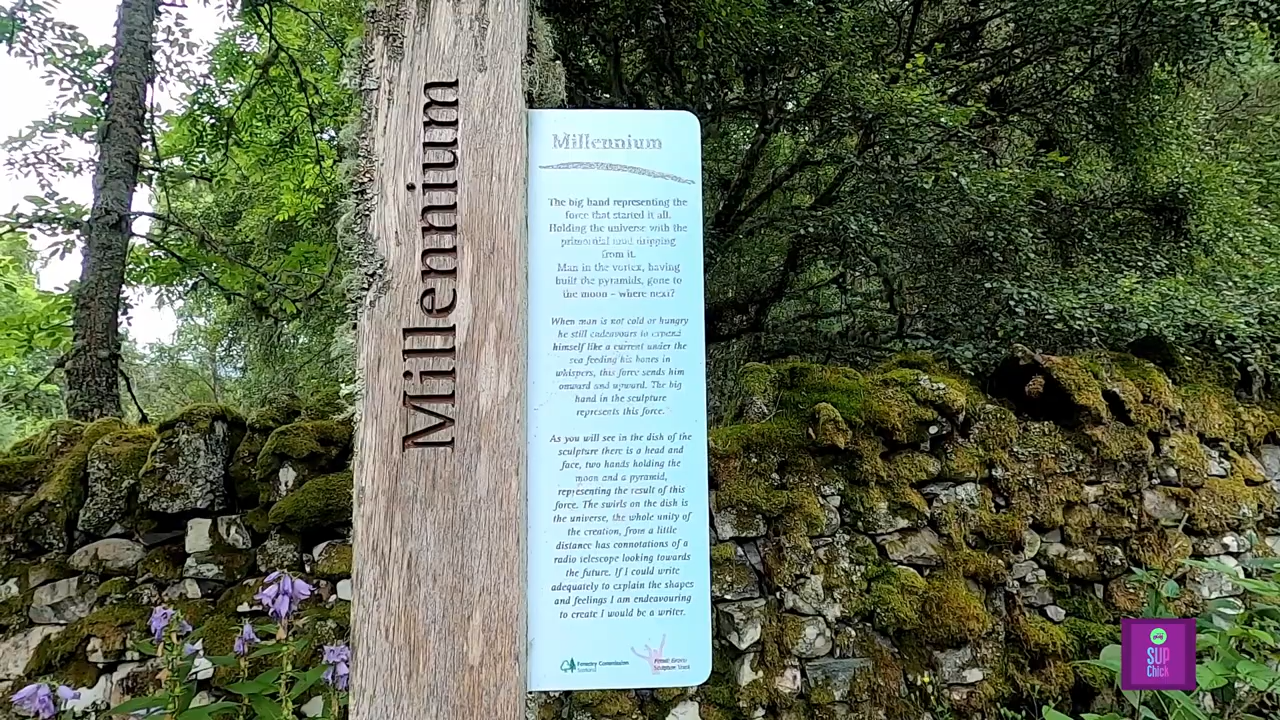 Millennium
Millennium
The big hand representing the
force that started it all.
Holding the universe with the
primordial mud dripping
from it.
Man in the vortex, having
built the pyramids, gone to
the moon - where next?
When man is not cold or hungry
he still endeavours to expand
himself like a current under the
sea feeding his bones in
whispers, this force sends him
onward and upward. The big
hand in the sculpture
represents this force.
As you will see in the dish of the
sculpture there is a head and
face, two hands holding the
moon and a pyramid,
representing the result of this
force. The swirls on the dish is
the universe, the whole unity of
the creation, from a little
distance has connotations of a
radio telescope looking towards
the future. If I could write
adequately to explain the shapes
and feelings I am endeavouring
to create I would be a writer.
Forestry Commission
Scotland
Sculpture Trust
SUP
Chick